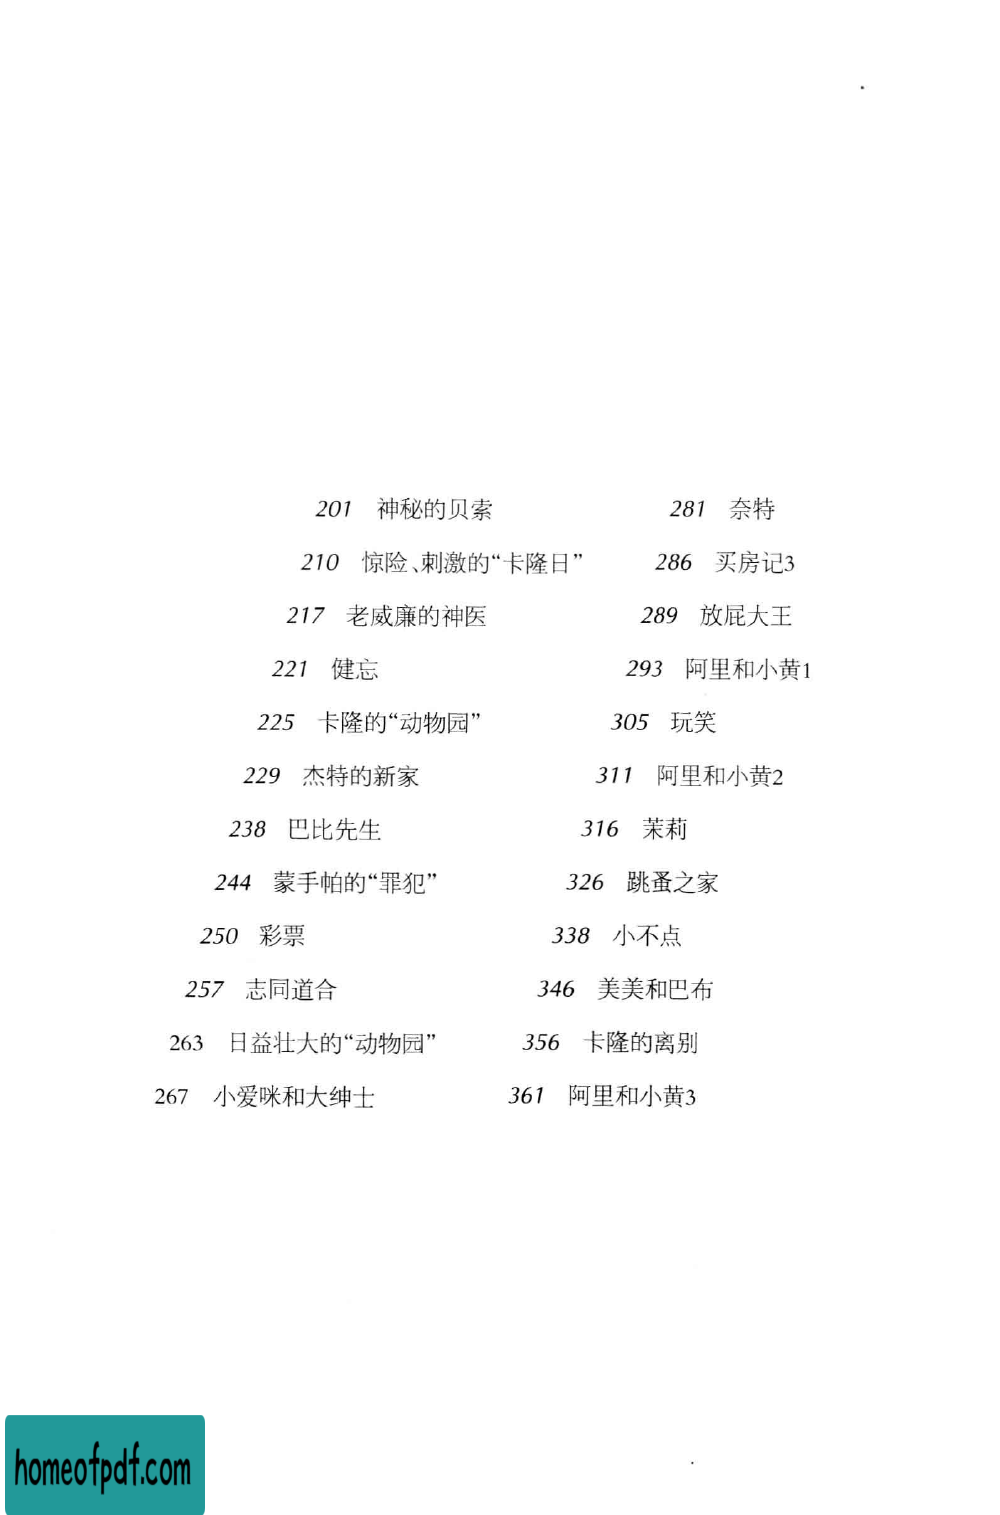 201 神秘的贝索
210 惊险、刺激的“卡隆日”
217 老威廉的神医
221 健忘
225 卡隆的“动物园”
229 杰特的新家
238 巴比先生
244 蒙手帕的“罪犯”
250 彩票
257 志同道合
263 日益壮大的“动物园”
267 小爱咪和大绅士
281 奈特
286 买房记3
289 放屁大王
293 阿里和小黄1
305 玩笑
311 阿里和小黄2
316 茉莉
326 跳蚤之家
338 小不点
346 美美和巴布
356 卡隆的离别
361 阿里和小黄3
homeofpdf.com